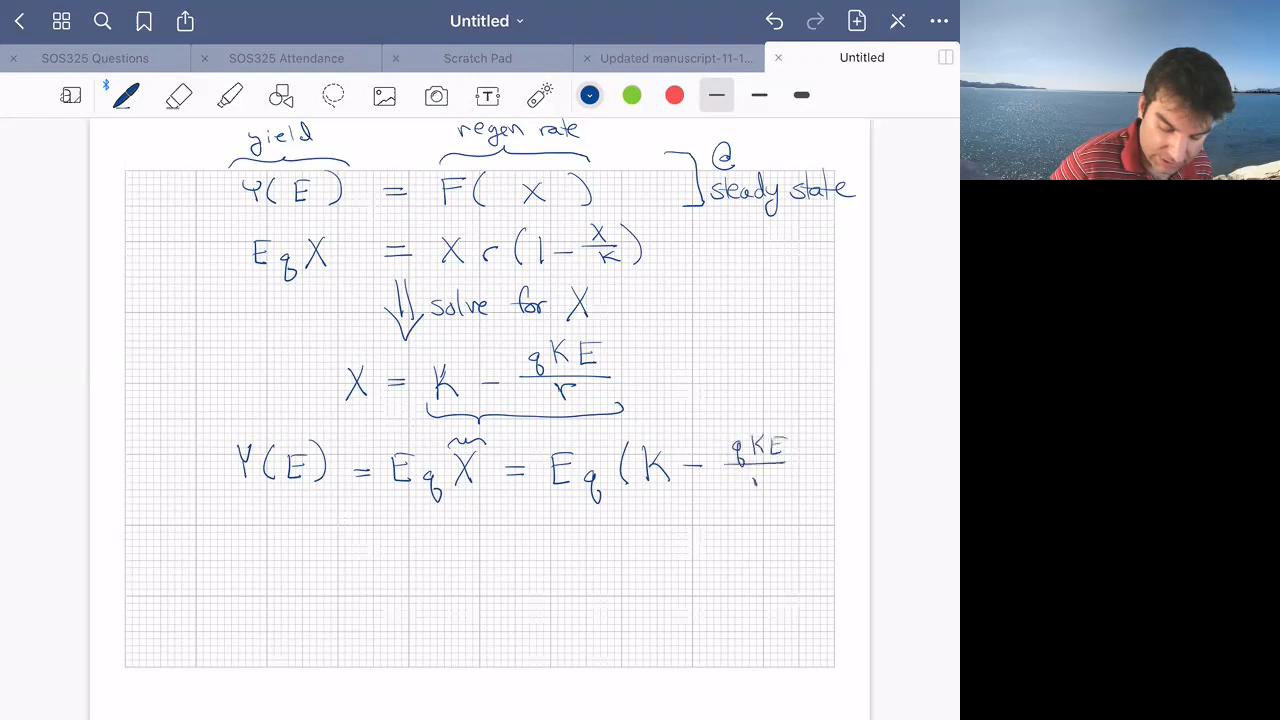 Untitled
SOS325 Questions
SOS325 Attendance
Scratch Pad
Updated manuscript-11-1...
Untitled
yield
regen rate
Y(E) = F(X)
@ steady state
EqX = X r (1 - X/K)
solve for X
X = K - qKE/r
Y(E) = EqX = Eq(K - qKE